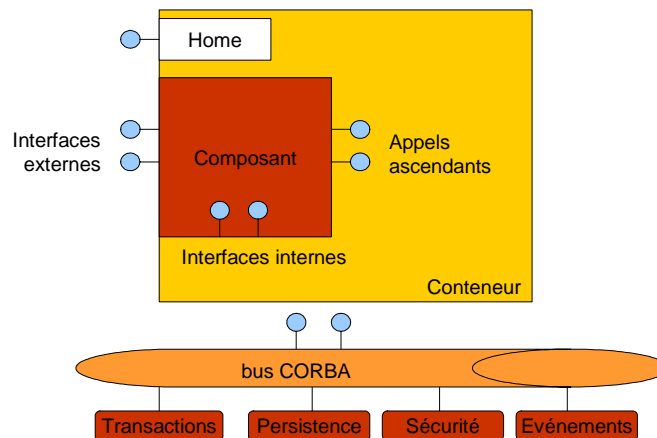 Home
Interfaces
externes
Composant
Appels
ascendants
Interfaces internes
Conteneur
bus CORBA
Transactions
Persistence
Sécurité
Evénements